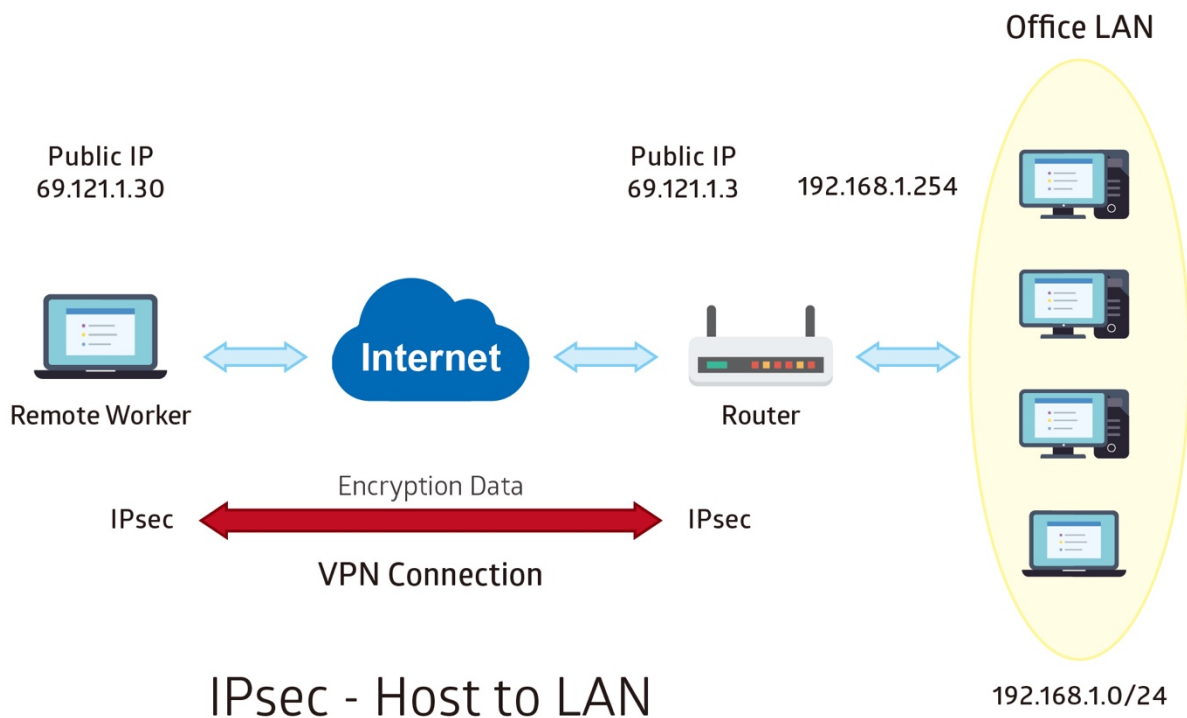 Office LAN
Public IP
69.121.1.30
Public IP
69.121.1.3
192.168.1.254
Internet
Remote Worker
Router
Encryption Data
IPsec
IPsec
VPN Connection
IPsec - Host to LAN
192.168.1.0/24